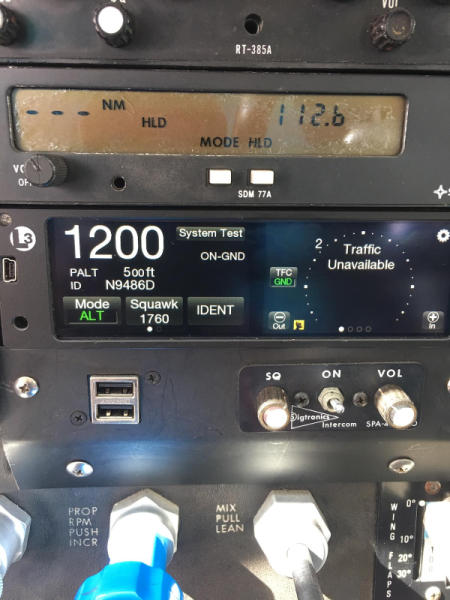 RT-385A
--- NM
HLD
112.6
MODE HLD
SDM 77A
L3
1200
System Test
ON-GND
PALT 500ft
ID N9486D
Mode
ALT
Squawk
1760
IDENT
2
Traffic
Unavailable
TFC
GND
Out
In
SQ
ON
VOL
Digtronics
Intercom
PROP
RPM
PUSH
INCR
MIX
PULL
LEAN
WING FLAPS
0°
10°
20°
30°